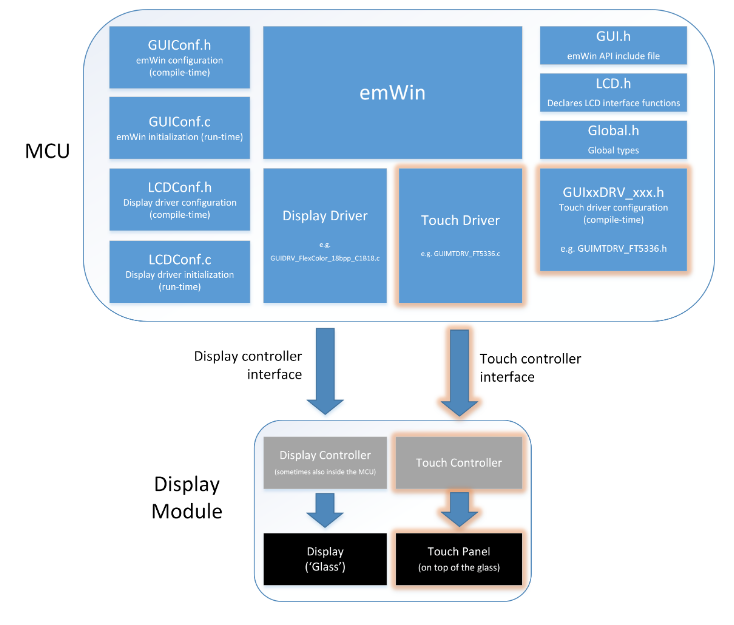 MCU
GUIConf.h
emWin configuration
(compile-time)
GUIConf.c
emWin initialization (run-time)
LCDConf.h
Display driver configuration
(compile-time)
LCDConf.c
Display driver initialization
(run-time)
emWin
Display Driver
e.g.
GUIDRV_FlexColor_18bpp_C1B18.c
Touch Driver
e.g. GUIMTDRV_FT5336.c
GUI.h
emWin API include file
LCD.h
Declares LCD interface functions
Global.h
Global types
GUIxxDRV_xxx.h
Touch driver configuration
(compile-time)
e.g. GUIMTDRV_FT5336.h
Display controller
interface
Touch controller
interface
Display
Module
Display Controller
(sometimes also inside the MCU)
Touch Controller
Display
('Glass')
Touch Panel
(on top of the glass)